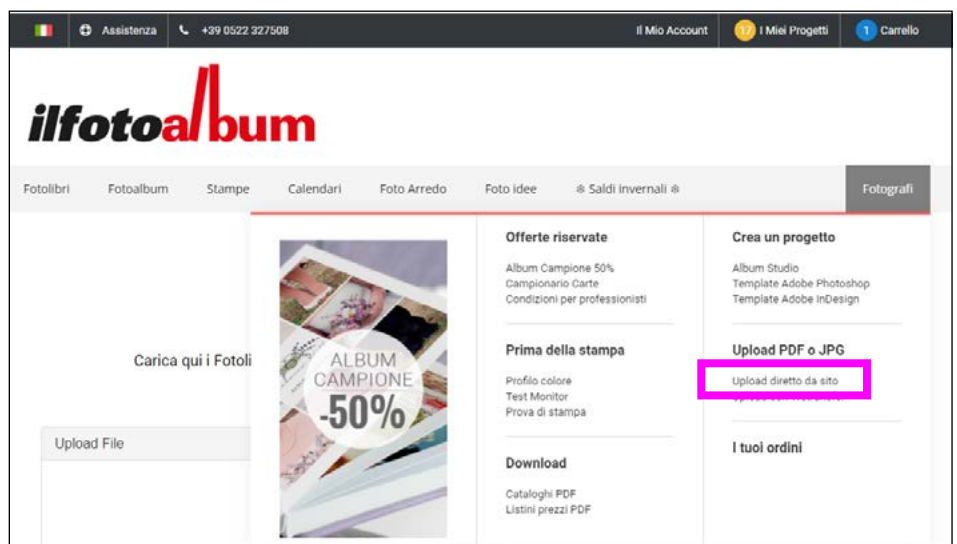 Assistenza
+39 0522 327508
Il Mio Account
17 I Miei Progetti
1 Carrello
ilfotoalbum
Fotolibri Fotoalbum Stampe Calendari Foto Arredo Foto idee ❄ Saldi Invernali ❄ Fotografi
Carica qui i Fotoli
Upload File
ALBUM
CAMPIONE
-50%
Offerte riservate
Album Campione 50%
Campionario Carte
Condizioni per professionisti
Prima della stampa
Profilo colore
Test Monitor
Prova di stampa
Download
Cataloghi PDF
Listini prezzi PDF
Crea un progetto
Album Studio
Template Adobe Photoshop
Template Adobe InDesign
Upload PDF o JPG
Upload diretto da sito
I tuoi ordini